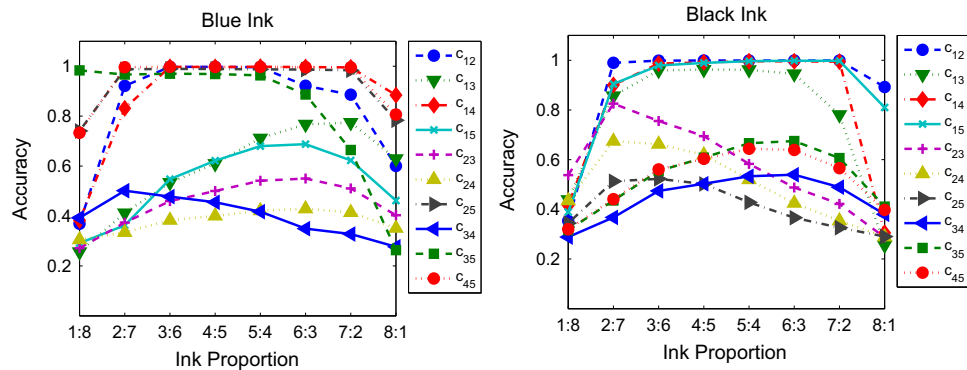 Blue Ink
Accuracy
1
0.8
0.6
0.4
0.2
1:8 2:7 3:6 4:5 5:4 6:3 7:2 8:1
Ink Proportion
c12
c13
c14
c15
c23
c24
c25
c34
c35
c45
Black Ink
Accuracy
1
0.8
0.6
0.4
0.2
1:8 2:7 3:6 4:5 5:4 6:3 7:2 8:1
Ink Proportion
c12
c13
c14
c15
c23
c24
c25
c34
c35
c45